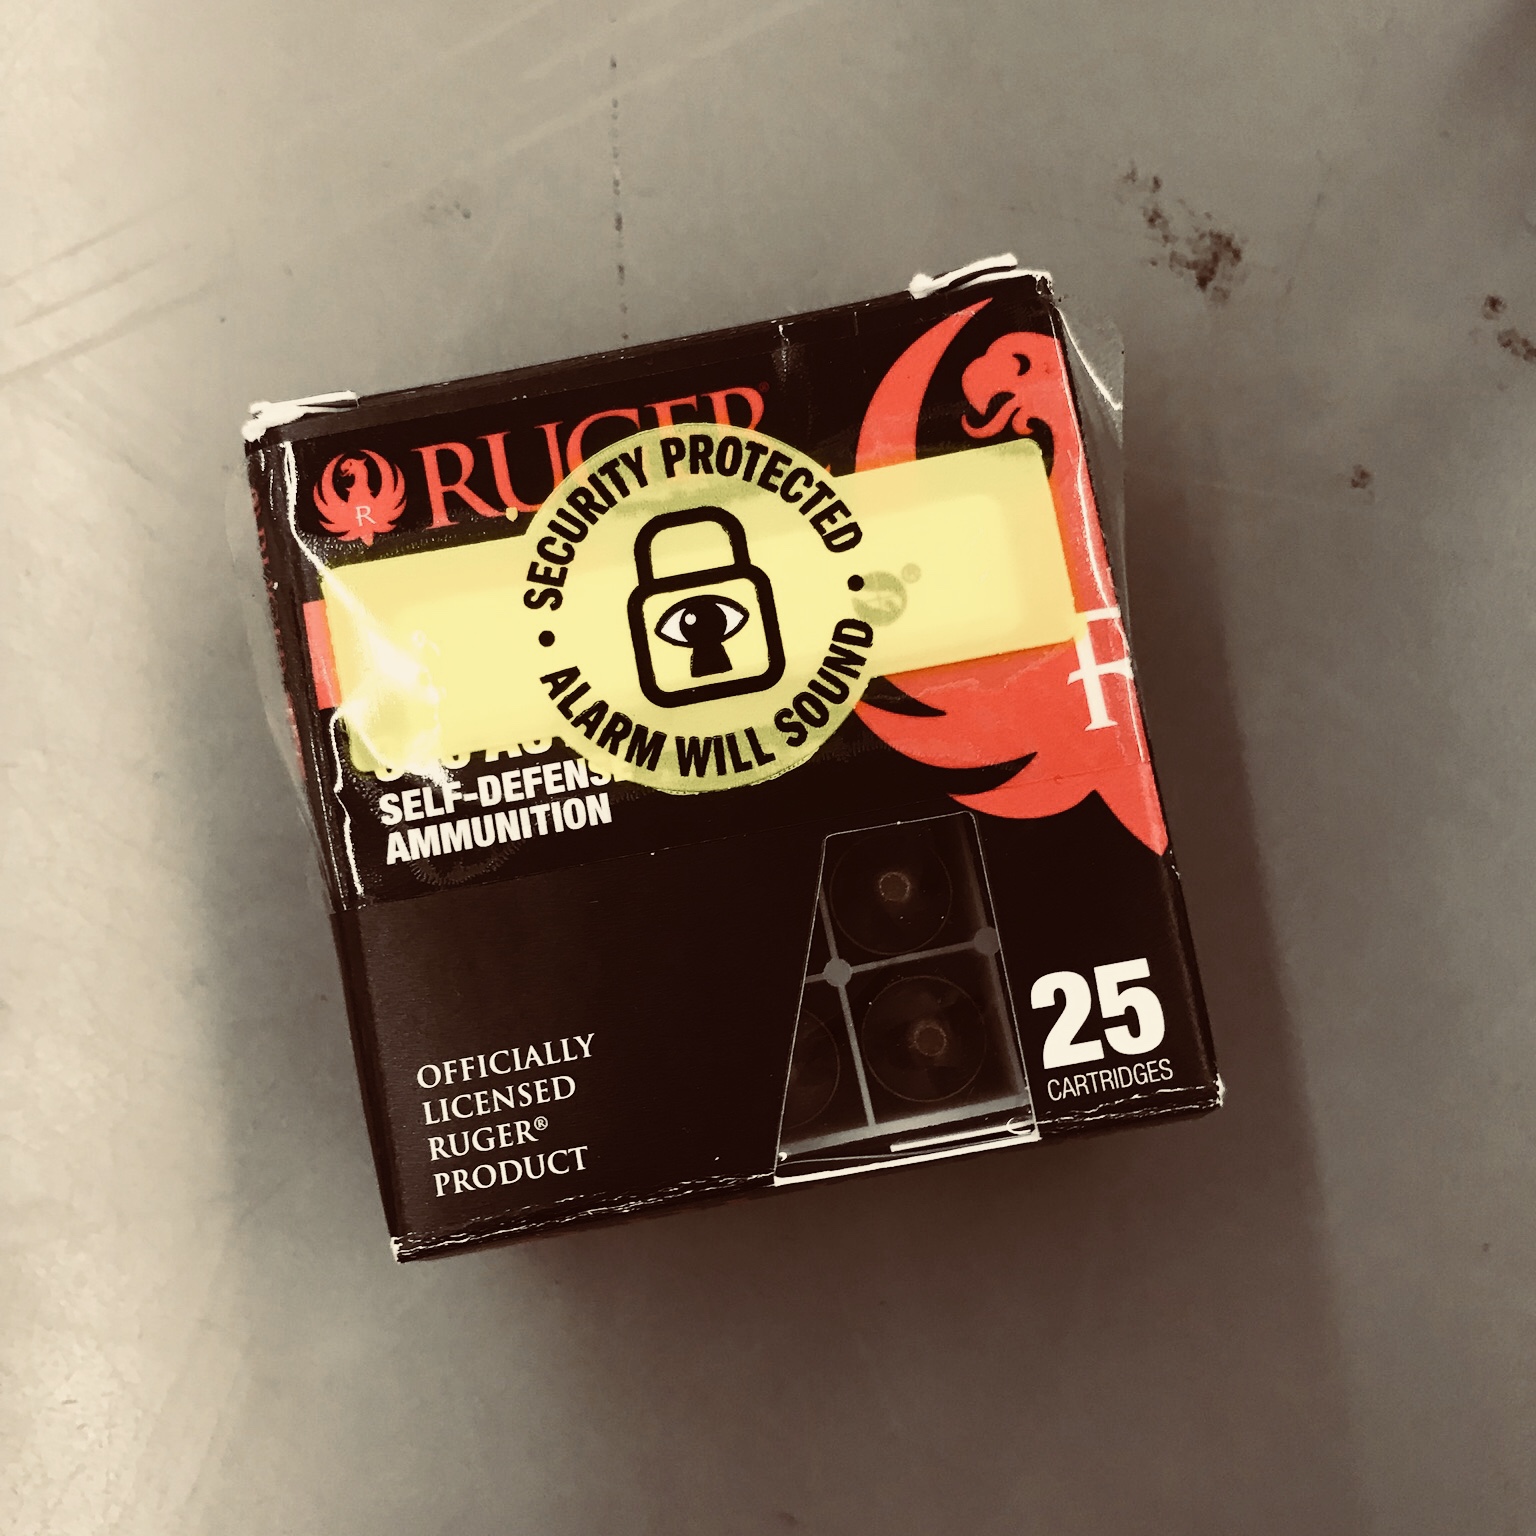 RUGER
R
SECURITY PROTECTED
ALARM WILL SOUND
SELF-DEFENSE
AMMUNITION
OFFICIALLY
LICENSED
RUGER®
PRODUCT
25
CARTRIDGES